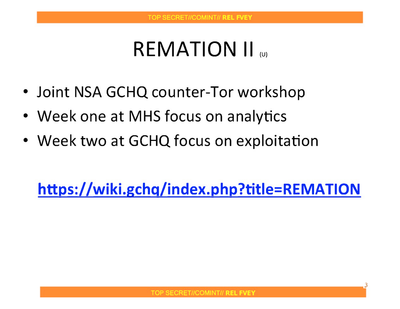 TOP SECRET//COMINT// REL FVEY
REMATION II (U)
• Joint NSA GCHQ counter-Tor workshop
• Week one at MHS focus on analytics
• Week two at GCHQ focus on exploitation
https://wiki.gchq/index.php?title=REMATION
3
TOP SECRET//COMINT// REL FVEY